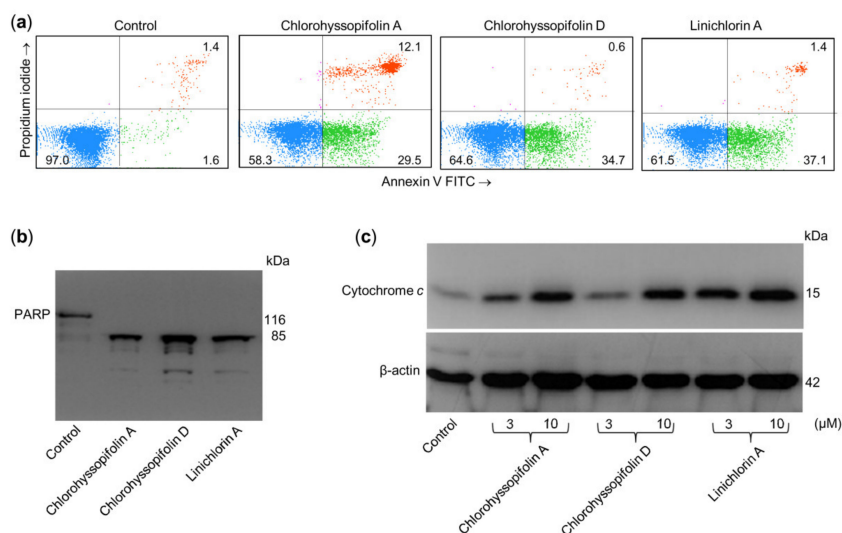 (a)
Control
Chlorohyssopifolin A
Chlorohyssopifolin D
Linichlorin A
Propidium iodide →
1.4
97.0
1.6
12.1
58.3
29.5
0.6
64.6
34.7
1.4
61.5
37.1
Annexin V FITC →
(b)
kDa
PARP
116
85
Control
Chlorohyssopifolin A
Chlorohyssopifolin D
Linichlorin A
(c)
kDa
Cytochrome c
15
β-actin
42
Control
3 10 3 10 3 10 (μM)
Chlorohyssopifolin A
Chlorohyssopifolin D
Linichlorin A